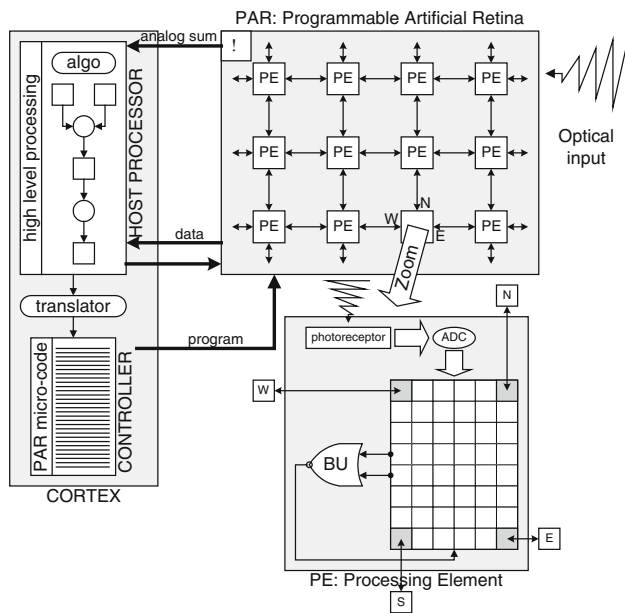 PAR: Programmable Artificial Retina
analog sum
!
algo
high level processing
HOST PROCESSOR
PE PE PE PE
PE PE PE PE
N
PE PE W E PE
Optical
input
data
Zoom
translator
program
PAR micro-code
CONTROLLER
CORTEX
N
photoreceptor
ADC
W
BU
E
PE: Processing Element
S